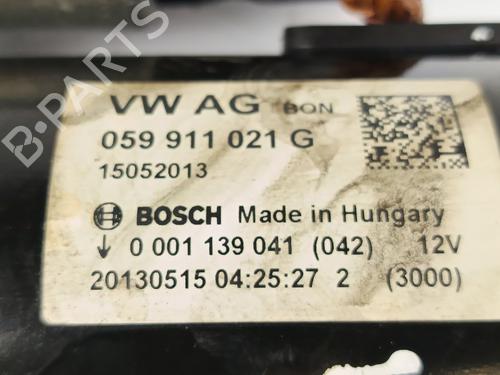 B-PARTS
VW AG BON
059 911 021 G
15052013
BOSCH Made in Hungary
0 001 139 041 (042) 12V
20130515 04:25:27 2 (3000)